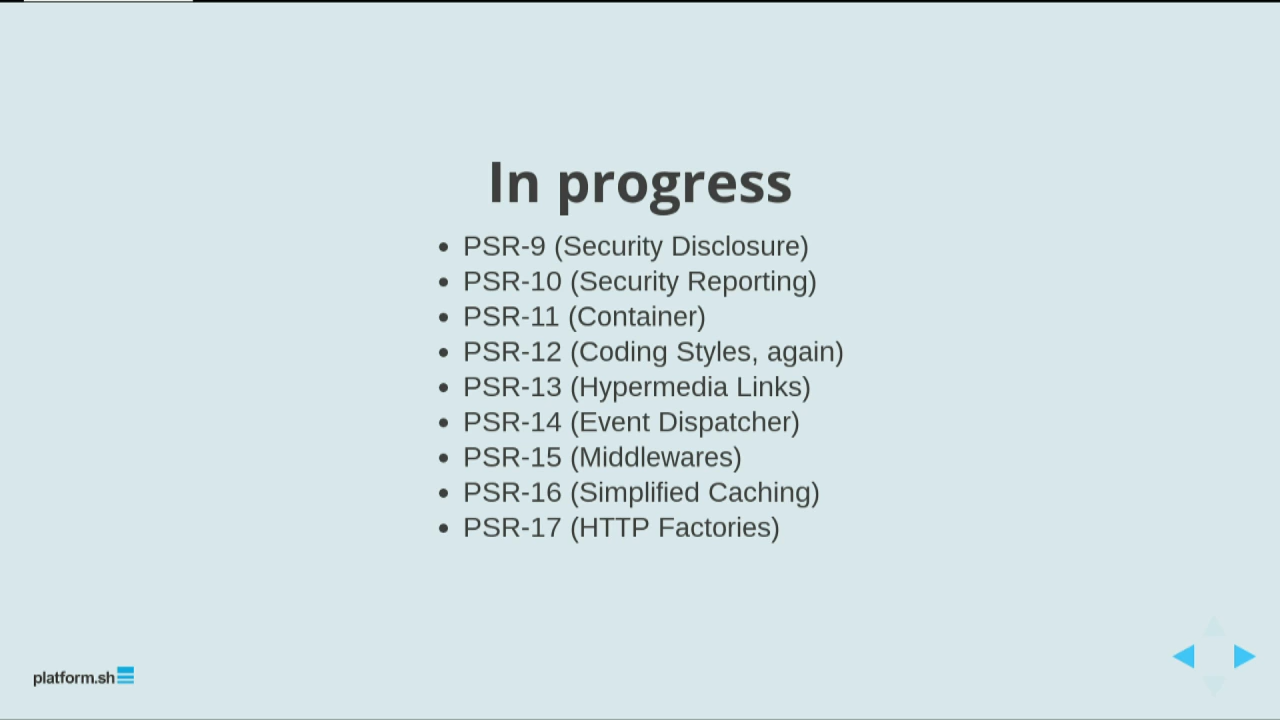 In progress
• PSR-9 (Security Disclosure)
• PSR-10 (Security Reporting)
• PSR-11 (Container)
• PSR-12 (Coding Styles, again)
• PSR-13 (Hypermedia Links)
• PSR-14 (Event Dispatcher)
• PSR-15 (Middlewares)
• PSR-16 (Simplified Caching)
• PSR-17 (HTTP Factories)
platform.sh